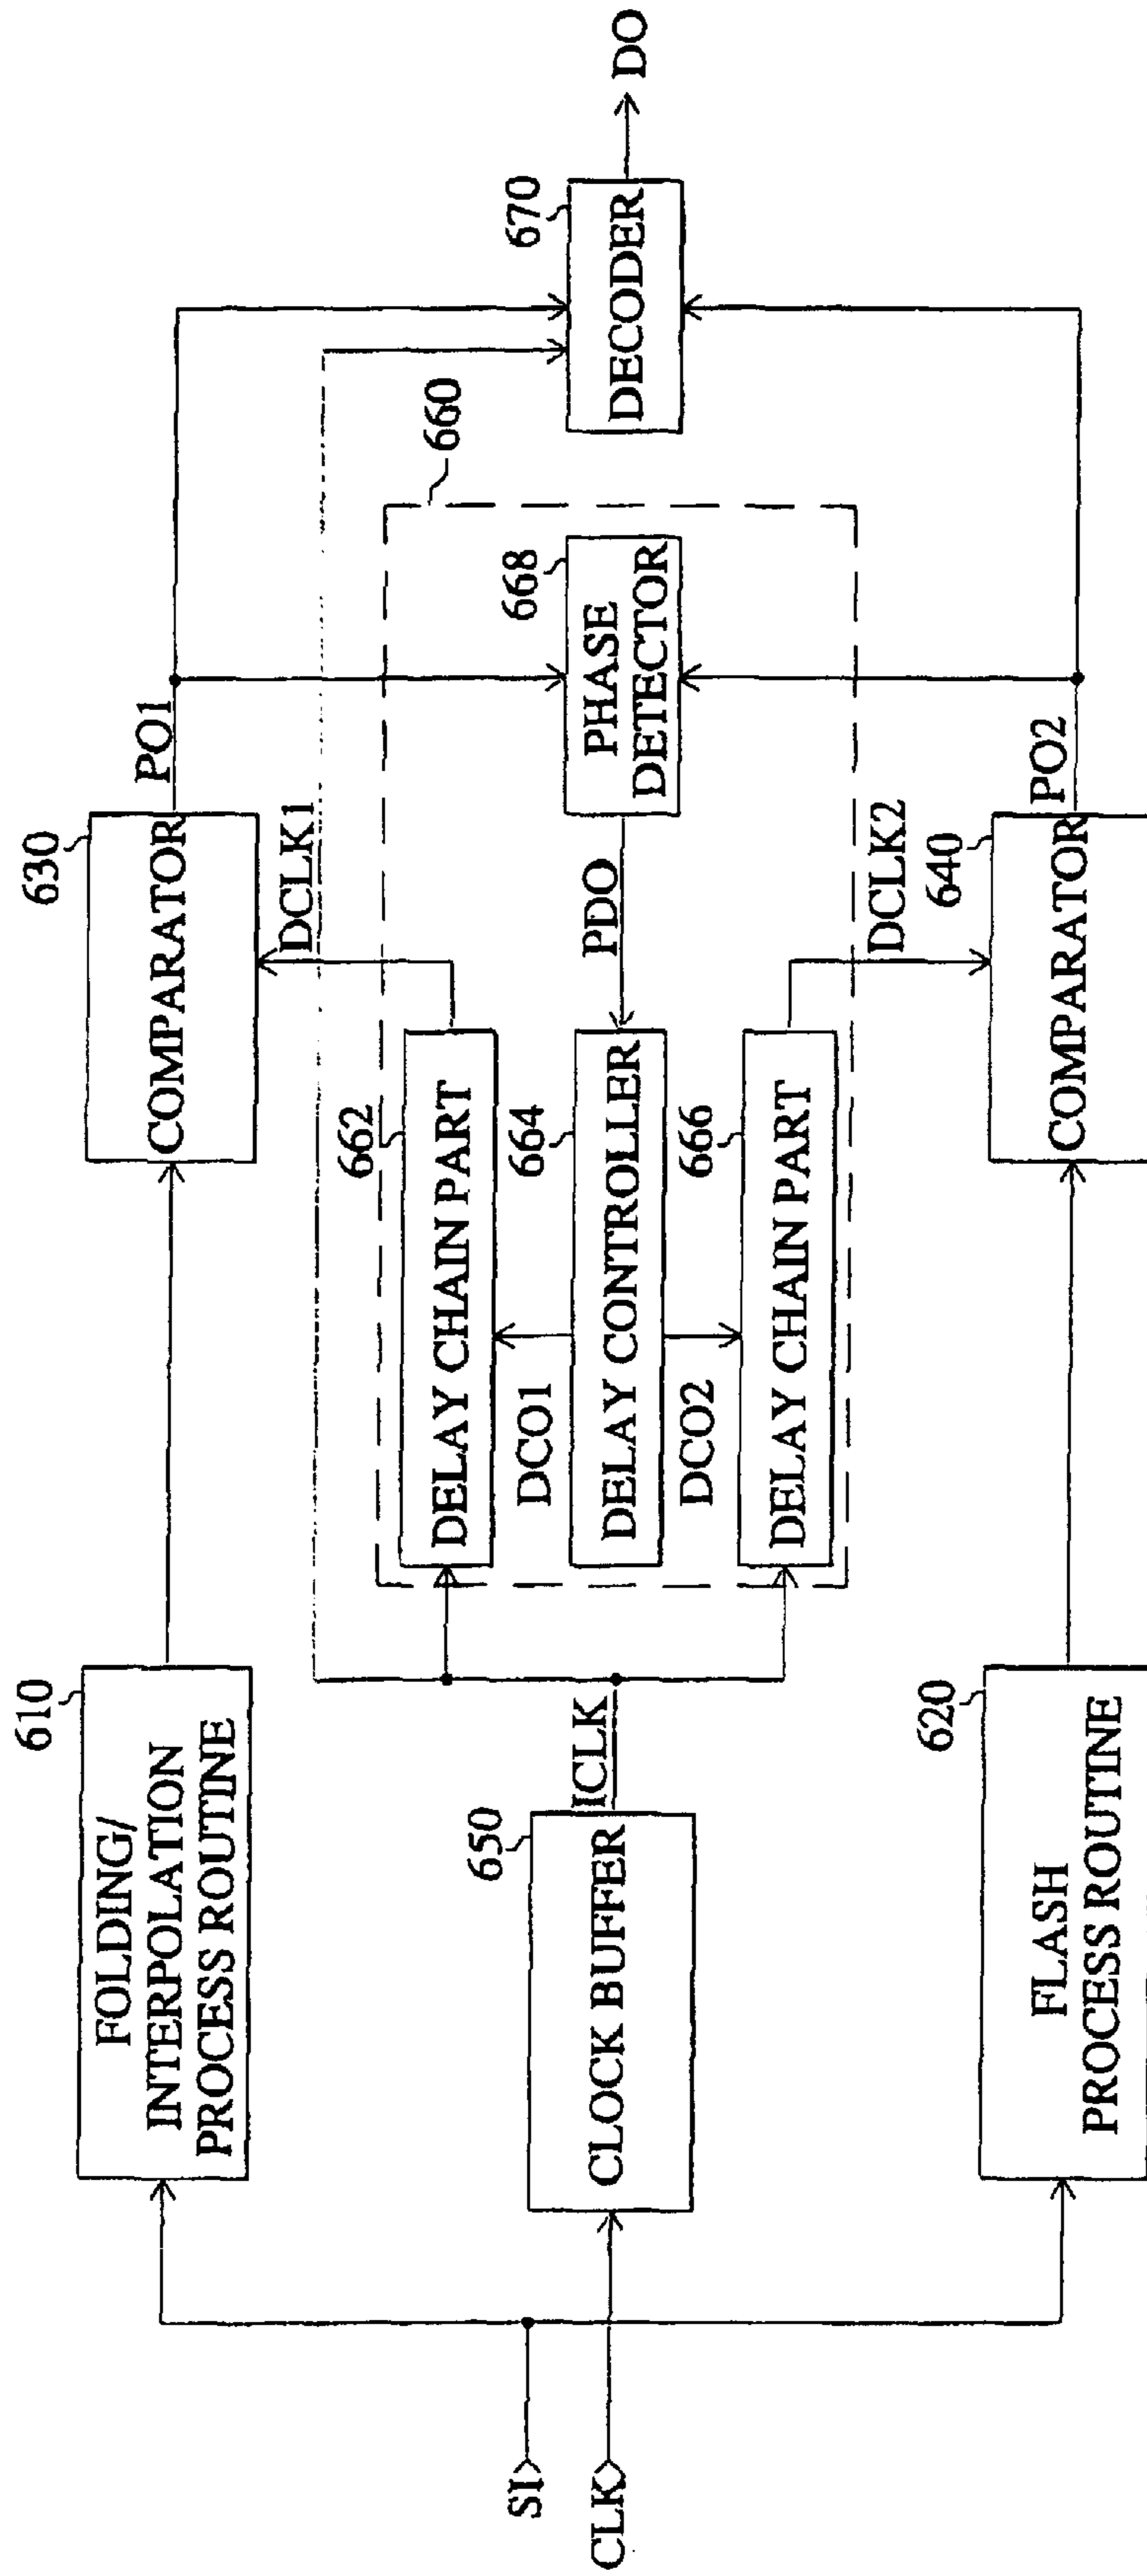 610
FOLDING/
INTERPOLATION
PROCESS ROUTINE
630
COMPARATOR
PO1
DCLK1
SI
CLK
650
CLOCK BUFFER
ICLK
660
662
DELAY CHAIN PART
DCO1
664
DELAY CONTROLLER
DCO2
666
DELAY CHAIN PART
PDO
668
PHASE
DETECTOR
670
DECODER
DO
DCLK2
620
FLASH
PROCESS ROUTINE
640
COMPARATOR
PO2